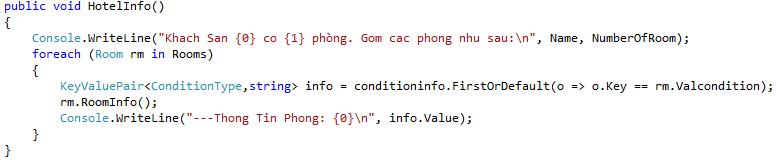 public void HotelInfo()
{
    Console.WriteLine("Khach San {0} co {1} phòng. Gom cac phong nhu sau:\n", Name, NumberOfRoom);
    foreach (Room rm in Rooms)
    {
        KeyValuePair<ConditionType,string> info = conditioninfo.FirstOrDefault(o => o.Key == rm.Valcondition);
        rm.RoomInfo();
        Console.WriteLine("---Thong Tin Phong: {0}\n", info.Value);
    }
}